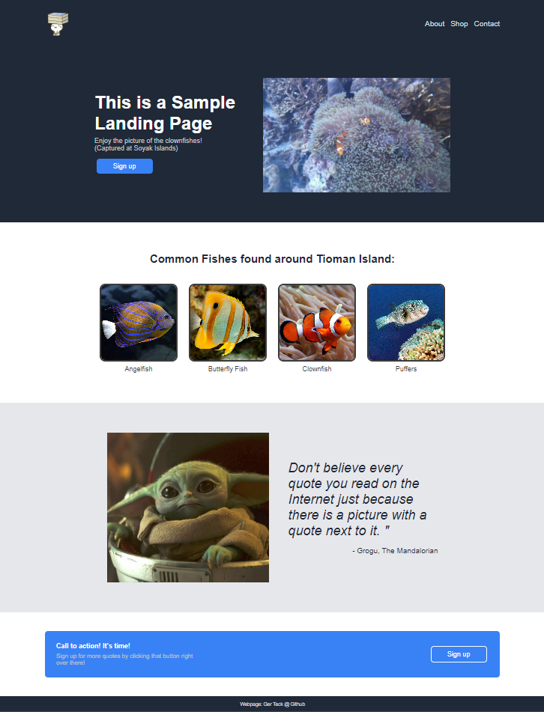 About Shop Contact
This is a Sample
Landing Page
Enjoy the picture of the clownfishes!
(Captured at Soyak Islands)
Sign up
Common Fishes found around Tioman Island:
Angelfish Butterfly Fish Clownfish Puffers
Don't believe every
quote you read on the
Internet just because
there is a picture with a
quote next to it. "
- Grogu, The Mandalorian
Call to action! It's time!
Sign up for more quotes by clicking that button right
over there!
Sign up
Webpage: Ger Teck @ Github